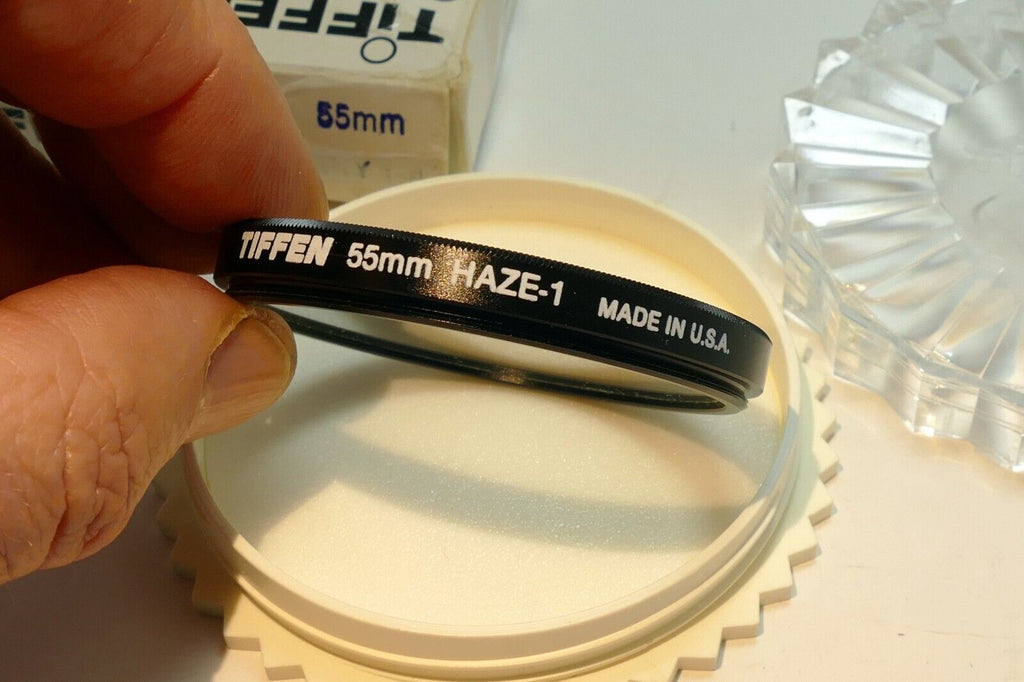 TIFFEN
55mm
TIFFEN 55mm HAZE-1 MADE IN U.S.A.